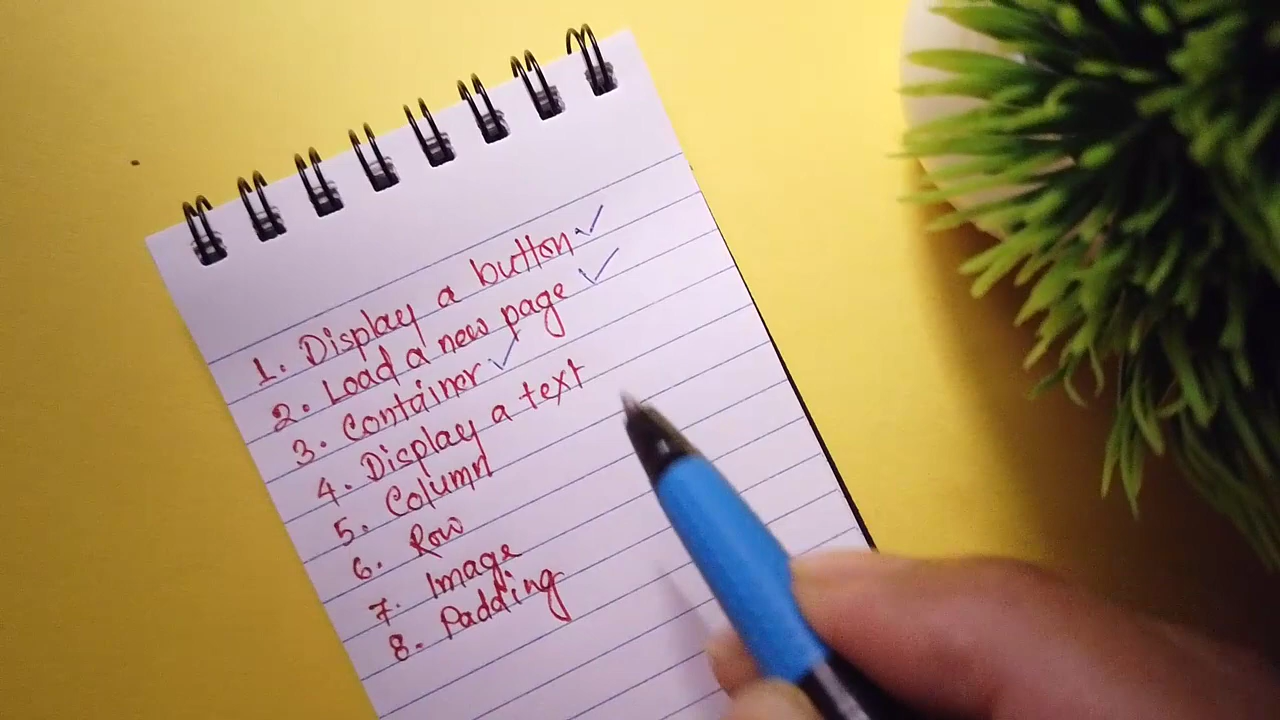 1. Display a button ✓
2. Load a new page ✓
3. Container ✓
4. Display a text
5. Column
6. Row
7. Image
8. Padding